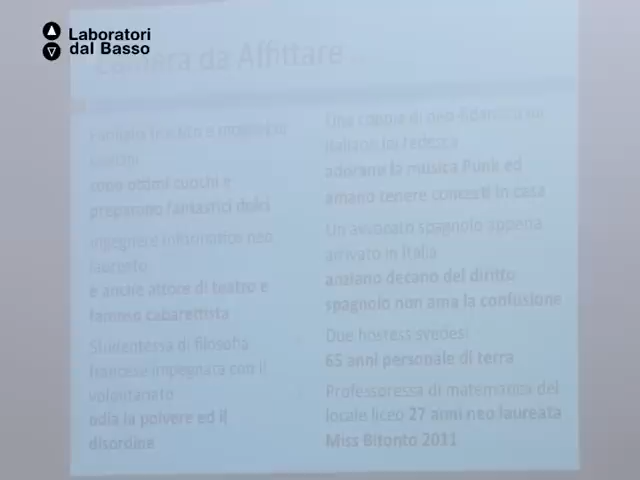 Laboratori
dal Basso
Camera da Affittare
sono ottimi cuochi e
preparano fantastici dolci
Ingegnere informatico neo
laureato
è anche attore di teatro e
famoso cabarettista
Studentessa di filosofia
francese impegnata con il
volontariato
odia la polvere ed il
disordine
Una coppia di neo fidanzati
italiano lei tedesca
adorano la musica Punk ed
amano tenere concerti in casa
Un avvocato spagnolo appena
arrivato in Italia
anziano decano del diritto
spagnolo non ama la confusione
Due hostess svedesi
65 anni personale di terra
Professoressa di matematica del
locale liceo 27 anni neo laureata
Miss Bitonto 2011